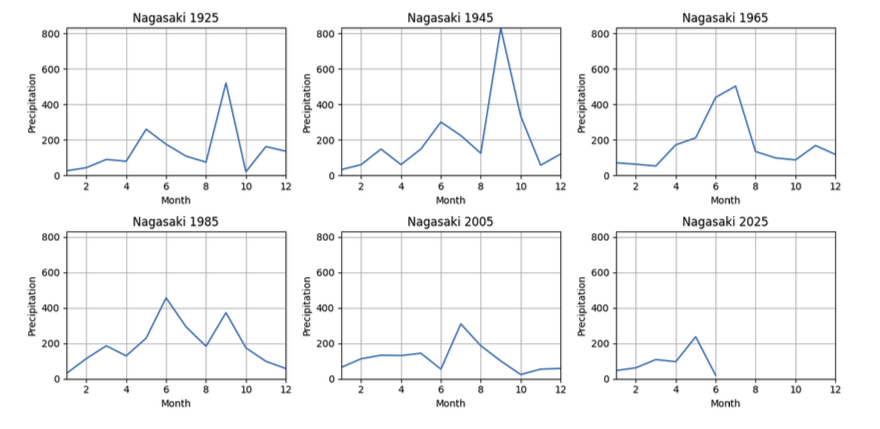 Nagasaki 1925
800
600
400
200
0
Precipitation
2 4 6 8 10 12
Month
Nagasaki 1945
800
600
400
200
0
Precipitation
2 4 6 8 10 12
Month
Nagasaki 1965
800
600
400
200
0
Precipitation
2 4 6 8 10 12
Month
Nagasaki 1985
800
600
400
200
0
Precipitation
2 4 6 8 10 12
Month
Nagasaki 2005
800
600
400
200
0
Precipitation
2 4 6 8 10 12
Month
Nagasaki 2025
800
600
400
200
0
Precipitation
2 4 6 8 10 12
Month